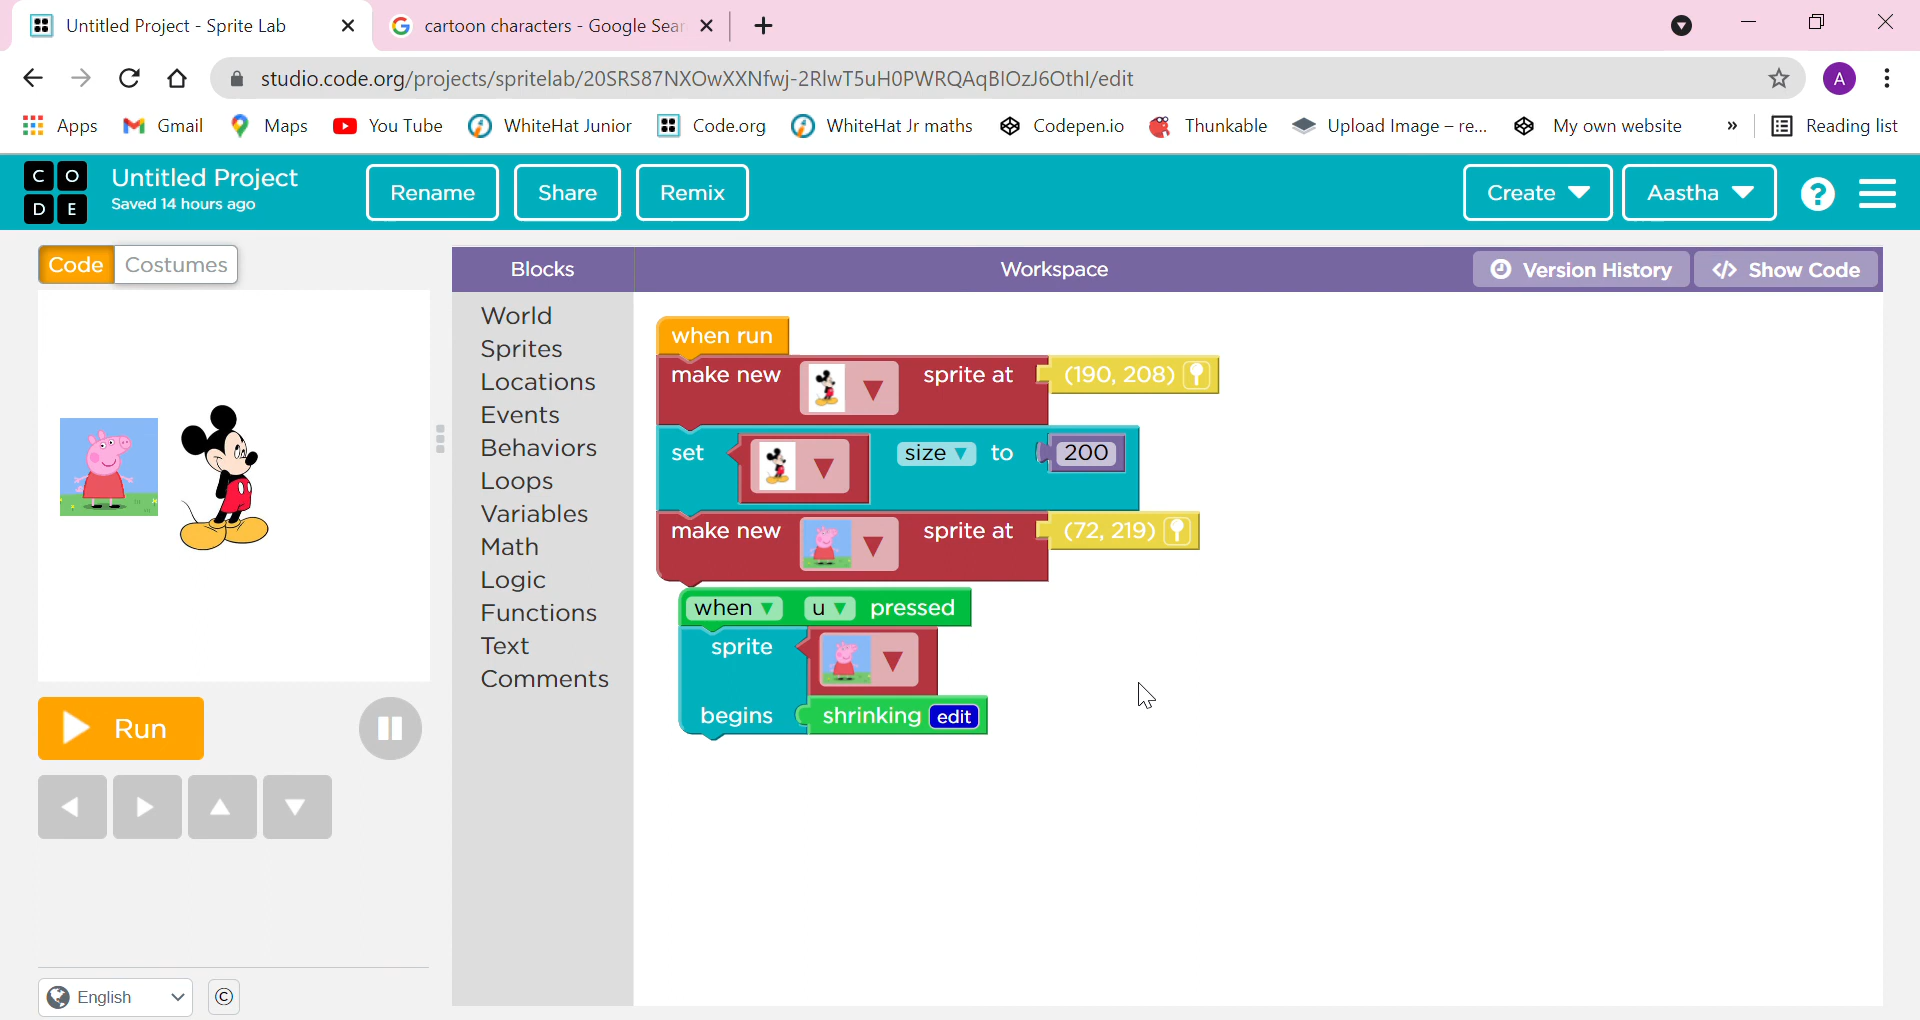 Untitled Project - Sprite Lab
cartoon characters - Google Sear
studio.code.org/projects/spritelab/20SRS87NXOwXXNfwj-2RlwT5uH0PWRQAqBIOzJ6OthI/edit
A
Apps
Gmail
Maps
You Tube
WhiteHat Junior
Code.org
WhiteHat Jr maths
Codepen.io
Thunkable
Upload Image – re...
My own website
»
Reading list
C O
D E
Untitled Project
Saved 14 hours ago
Rename
Share
Remix
Create
Aastha
?
Code
Costumes
Blocks
Workspace
Version History
</> Show Code
World
Sprites
Locations
Events
Behaviors
Loops
Variables
Math
Logic
Functions
Text
Comments
when run
make new sprite at (190, 208)
set size to 200
make new sprite at (72, 219)
when u pressed
sprite
begins shrinking edit
Run
English
©